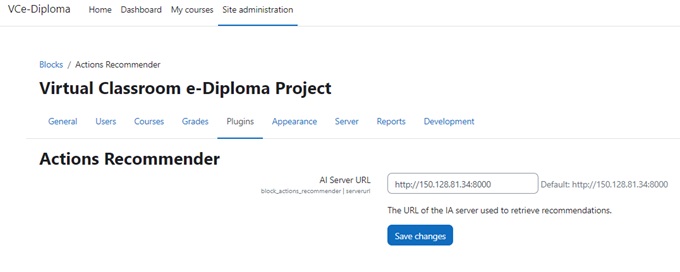 VCe-Diploma Home Dashboard My courses Site administration
Blocks / Actions Recommender
Virtual Classroom e-Diploma Project
General Users Courses Grades Plugins Appearance Server Reports Development
Actions Recommender
AI Server URL http://150.128.81.34:8000 Default: http://150.128.81.34:8000
block_actions_recommender | serverurl
The URL of the IA server used to retrieve recommendations.
Save changes